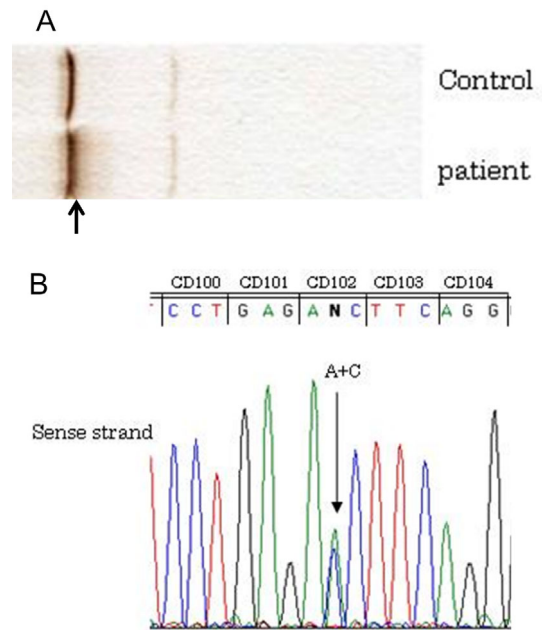 A
Control
patient
B
CD100 CD101 CD102 CD103 CD104
C C T G A G A N C T T C A G G
A+C
Sense strand